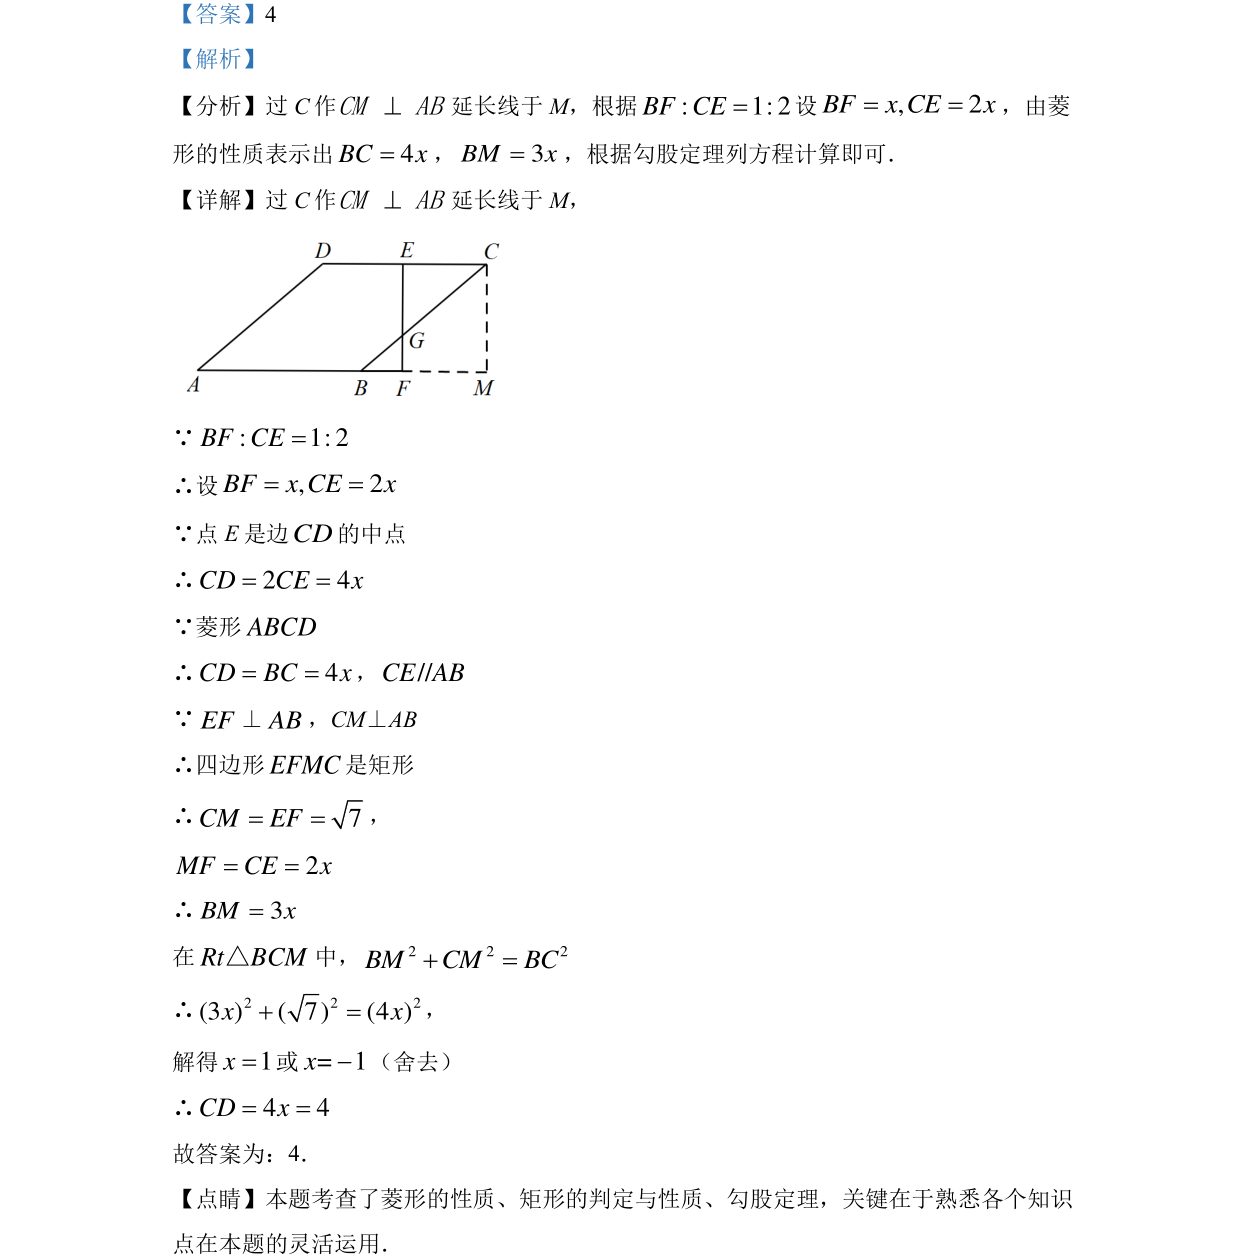 【答案】4
【解析】
【分析】过 C 作 CM ⊥ AB 延长线于 M，根据 BF : CE = 1 : 2 设 BF = x, CE = 2x，由菱
形的性质表示出 BC = 4x，BM = 3x，根据勾股定理列方程计算即可.
【详解】过 C 作 CM ⊥ AB 延长线于 M，
D E C
G
A B F M
∵ BF : CE = 1 : 2
∴设 BF = x, CE = 2x
∵点 E 是边 CD 的中点
∴ CD = 2CE = 4x
∵菱形 ABCD
∴ CD = BC = 4x，CE//AB
∵ EF ⊥ AB，CM⊥AB
∴四边形 EFMC 是矩形
∴ CM = EF = √7，
MF = CE = 2x
∴ BM = 3x
在 Rt△BCM 中，BM² + CM² = BC²
∴ (3x)² + (√7)² = (4x)²，
解得 x = 1 或 x= −1（舍去）
∴ CD = 4x = 4
故答案为：4.
【点睛】本题考查了菱形的性质、矩形的判定与性质、勾股定理，关键在于熟悉各个知识
点在本题的灵活运用.